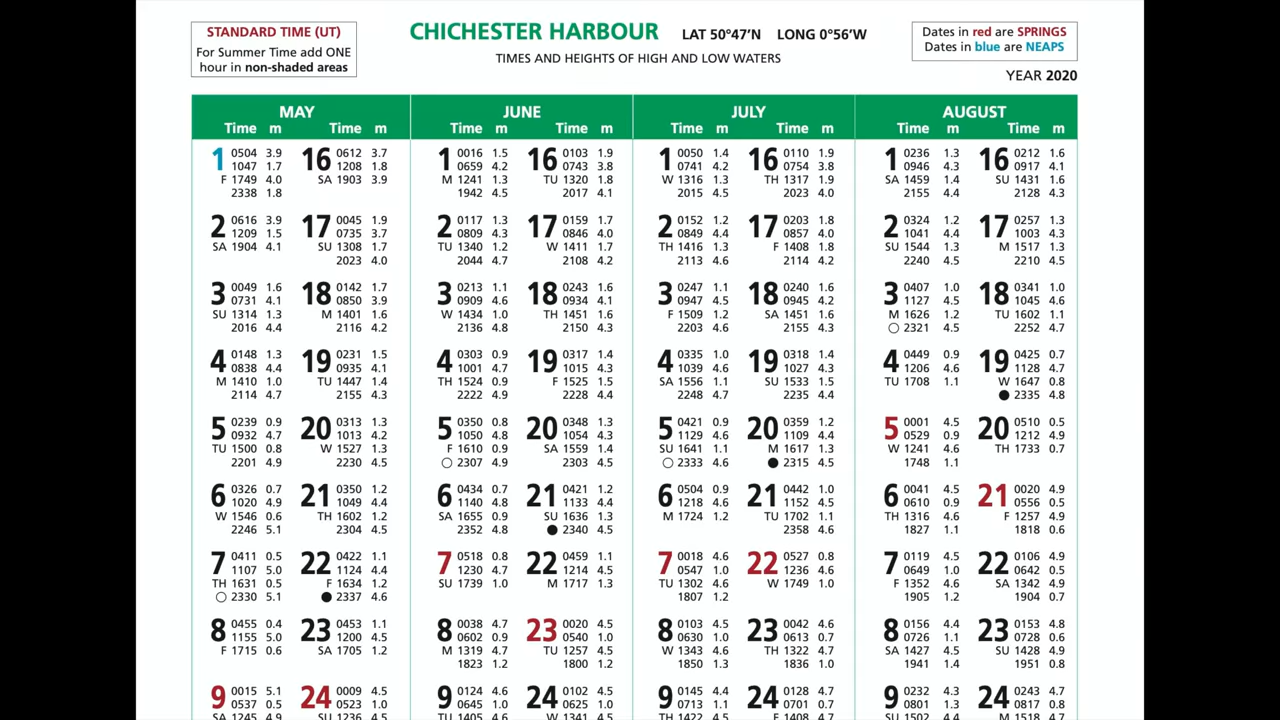 STANDARD TIME (UT)
For Summer Time add ONE
hour in non-shaded areas
CHICHESTER HARBOUR LAT 50°47’N LONG 0°56’W
TIMES AND HEIGHTS OF HIGH AND LOW WATERS
Dates in red are SPRINGS
Dates in blue are NEAPS
YEAR 2020
MAY
Time m Time m
1 0504 3.9
1047 1.7
F 1749 4.0
2338 1.8
2 0616 3.9
1209 1.5
SA 1904 4.1
3 0049 1.6
0731 4.1
SU 1314 1.3
2016 4.4
4 0148 1.3
0838 4.4
M 1410 1.0
2114 4.7
5 0239 0.9
0932 4.7
TU 1500 0.8
2201 4.9
6 0326 0.7
1020 4.9
W 1546 0.6
2246 5.1
7 0411 0.5
1107 5.0
TH 1631 0.5
2330 5.1
8 0455 0.4
1155 5.0
F 1715 0.6
9 0015 5.1
0537 0.5
SA 1245 4.9
16 0612 3.7
1208 1.8
SA 1903 3.9
17 0045 1.9
0735 3.7
SU 1308 1.7
2023 4.0
18 0142 1.7
0850 3.9
M 1401 1.6
2116 4.2
19 0231 1.5
0935 4.1
TU 1447 1.4
2155 4.3
20 0313 1.3
1013 4.2
W 1527 1.3
2230 4.5
21 0350 1.2
1049 4.4
TH 1602 1.2
2304 4.5
22 0422 1.1
1124 4.4
F 1634 1.2
2337 4.6
23 0453 1.1
1200 4.5
SA 1705 1.2
24 0009 4.5
0523 1.0
SU 1236 4.5
JUNE
Time m Time m
1 0016 1.5
0659 4.2
M 1241 1.3
1942 4.5
2 0117 1.3
0809 4.3
TU 1340 1.2
2044 4.7
3 0213 1.1
0909 4.6
W 1434 1.0
2136 4.8
4 0303 0.9
1001 4.7
TH 1524 0.9
2222 4.9
5 0350 0.8
1050 4.8
F 1610 0.9
2307 4.9
6 0434 0.7
1140 4.8
SA 1655 0.9
2352 4.8
7 0518 0.8
1230 4.7
SU 1739 1.0
8 0038 4.7
0602 0.9
M 1319 4.7
1823 1.2
9 0124 4.6
0645 1.0
TU 1405 4.6
16 0103 1.9
0743 3.8
TU 1320 1.8
2017 4.1
17 0159 1.7
0846 4.0
W 1411 1.7
2108 4.2
18 0243 1.6
0934 4.1
TH 1451 1.6
2150 4.3
19 0317 1.4
1015 4.3
F 1525 1.5
2228 4.4
20 0348 1.3
1054 4.3
SA 1559 1.4
2303 4.5
21 0421 1.2
1133 4.4
SU 1636 1.3
2340 4.5
22 0459 1.1
1214 4.5
M 1717 1.3
23 0020 4.5
0540 1.0
TU 1257 4.5
1800 1.2
24 0102 4.5
0625 1.0
W 1341 4.5
JULY
Time m Time m
1 0050 1.4
0741 4.2
W 1316 1.3
2015 4.5
2 0152 1.2
0849 4.4
TH 1416 1.3
2113 4.6
3 0247 1.1
0947 4.5
F 1509 1.2
2203 4.6
4 0335 1.0
1039 4.6
SA 1556 1.1
2248 4.7
5 0421 0.9
1129 4.6
SU 1641 1.1
2333 4.6
6 0504 0.9
1218 4.6
M 1724 1.2
7 0018 4.6
0547 1.0
TU 1302 4.6
1807 1.2
8 0103 4.5
0630 1.0
W 1343 4.6
1850 1.3
9 0145 4.4
0713 1.1
TH 1422 4.5
16 0110 1.9
0754 3.8
TH 1317 1.9
2023 4.0
17 0203 1.8
0857 4.0
F 1408 1.8
2114 4.2
18 0240 1.6
0945 4.2
SA 1451 1.6
2155 4.3
19 0318 1.4
1027 4.3
SU 1533 1.5
2235 4.4
20 0359 1.2
1109 4.4
M 1617 1.3
2315 4.5
21 0442 1.0
1152 4.5
TU 1702 1.1
2358 4.6
22 0527 0.8
1236 4.6
W 1749 1.0
23 0042 4.6
0613 0.7
TH 1322 4.7
1836 1.0
24 0128 4.7
0701 0.7
F 1408 4.7
AUGUST
Time m Time m
1 0236 1.3
0946 4.3
SA 1459 1.4
2155 4.4
2 0324 1.2
1041 4.4
SU 1544 1.3
2240 4.5
3 0407 1.0
1127 4.5
M 1626 1.2
2321 4.5
4 0449 0.9
1206 4.6
TU 1708 1.1
5 0001 4.5
0529 0.9
W 1241 4.6
1748 1.1
6 0041 4.5
0610 0.9
TH 1316 4.6
1827 1.1
7 0119 4.5
0649 1.0
F 1352 4.6
1905 1.2
8 0156 4.4
0726 1.1
SA 1427 4.5
1941 1.4
9 0232 4.3
0801 1.3
SU 1502 4.4
16 0212 1.6
0917 4.1
SU 1431 1.6
2128 4.3
17 0257 1.3
1003 4.3
M 1517 1.3
2210 4.5
18 0341 1.0
1045 4.6
TU 1602 1.1
2252 4.7
19 0425 0.7
1128 4.7
W 1647 0.8
2335 4.8
20 0510 0.5
1212 4.9
TH 1733 0.7
21 0020 4.9
0556 0.5
F 1257 4.9
1818 0.6
22 0106 4.9
0642 0.5
SA 1342 4.9
1904 0.7
23 0153 4.8
0728 0.6
SU 1428 4.9
1951 0.8
24 0243 4.7
0817 0.8
M 1518 4.7